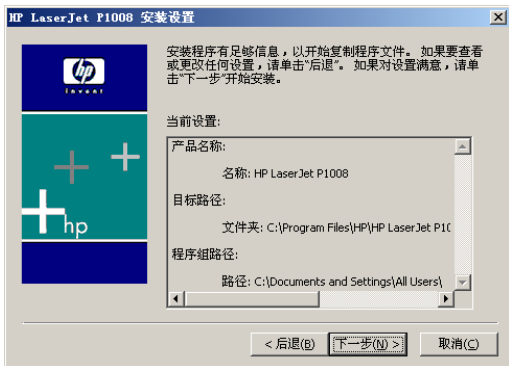 HP LaserJet P1008 安装设置
hp
invent
hp
安装程序有足够信息，以开始复制程序文件。 如果要查看
或更改任何设置，请单击“后退”。 如果对设置满意，请单
击“下一步”开始安装。
当前设置:
产品名称:
名称: HP LaserJet P1008
目标路径:
文件夹: C:\Program Files\HP\HP LaserJet P10
程序组路径:
路径: C:\Documents and Settings\All Users\
< 后退(B)
下一步(N) >
取消(C)